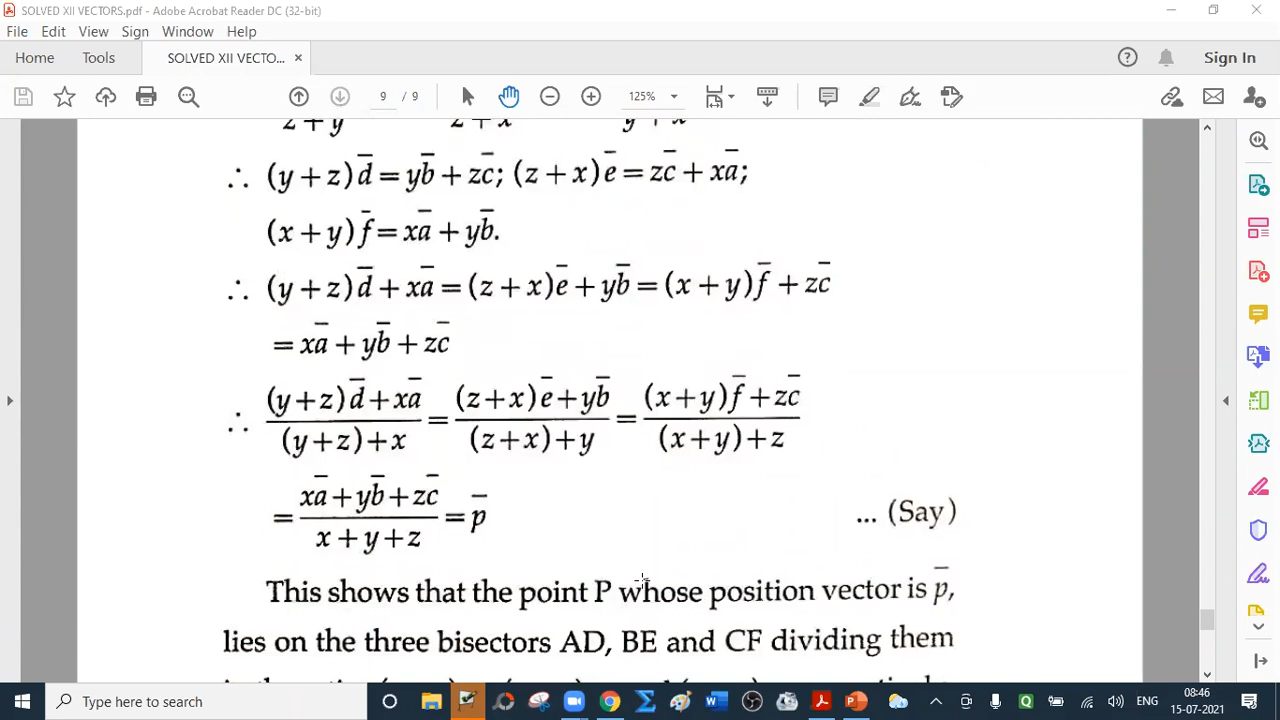 SOLVED XII VECTORS.pdf - Adobe Acrobat Reader DC (32-bit)
File Edit View Sign Window Help
Home Tools SOLVED XII VECTO... × Sign In
9 / 9 125%
z + y z + x y + x
∴ (y + z) d̄ = yb̄ + zc̄; (z + x) ē = zc̄ + xā;
(x + y) f̄ = xā + yb̄.
∴ (y + z) d̄ + xā = (z + x) ē + yb̄ = (x + y) f̄ + zc̄
= xā + yb̄ + zc̄
∴ (y+z) d̄ + xā / (y+z)+x = (z+x) ē + yb̄ / (z+x)+y = (x+y) f̄ + zc̄ / (x+y)+z
= xā + yb̄ + zc̄ / x + y + z = p̄ ... (Say)
This shows that the point P whose position vector is p̄,
lies on the three bisectors AD, BE and CF dividing them
Type here to search
ENG 08:46
15-07-2021